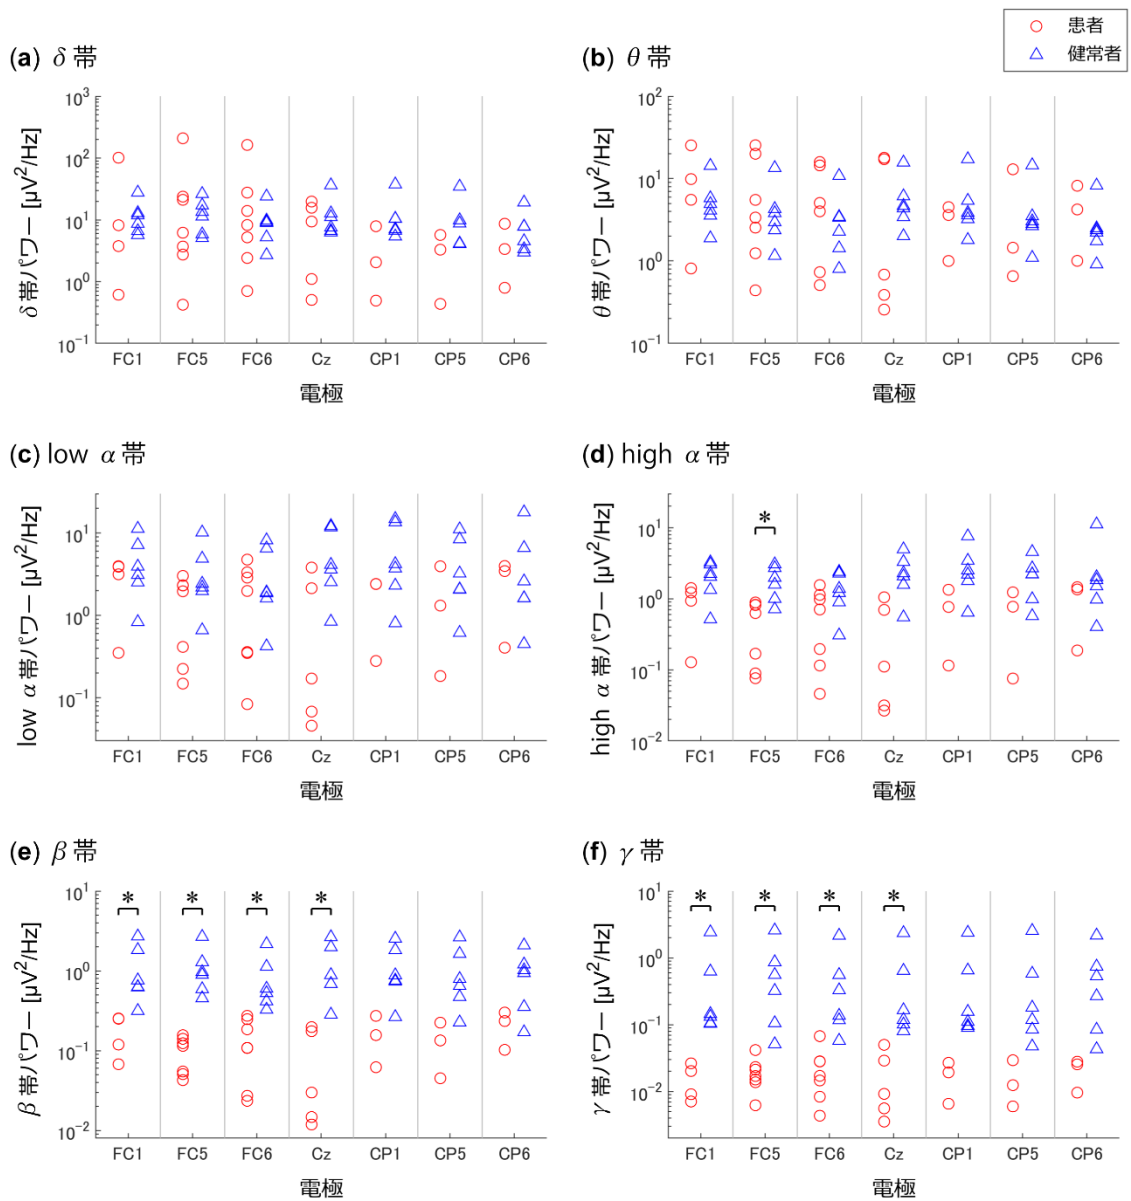 患者
健常者
(a) δ 帯
10³
10²
10¹
10⁰
10⁻¹
δ 帯パワー [μV²/Hz]
FC1 FC5 FC6 Cz CP1 CP5 CP6
電極
(b) θ 帯
10²
10¹
10⁰
10⁻¹
θ 帯パワー [μV²/Hz]
FC1 FC5 FC6 Cz CP1 CP5 CP6
電極
(c) low α 帯
10¹
10⁰
10⁻¹
low α 帯パワー [μV²/Hz]
FC1 FC5 FC6 Cz CP1 CP5 CP6
電極
(d) high α 帯
*
10¹
10⁰
10⁻¹
10⁻²
high α 帯パワー [μV²/Hz]
FC1 FC5 FC6 Cz CP1 CP5 CP6
電極
(e) β 帯
* * * *
10¹
10⁰
10⁻¹
10⁻²
β 帯パワー [μV²/Hz]
FC1 FC5 FC6 Cz CP1 CP5 CP6
電極
(f) γ 帯
* * * *
10¹
10⁰
10⁻¹
10⁻²
γ 帯パワー [μV²/Hz]
FC1 FC5 FC6 Cz CP1 CP5 CP6
電極